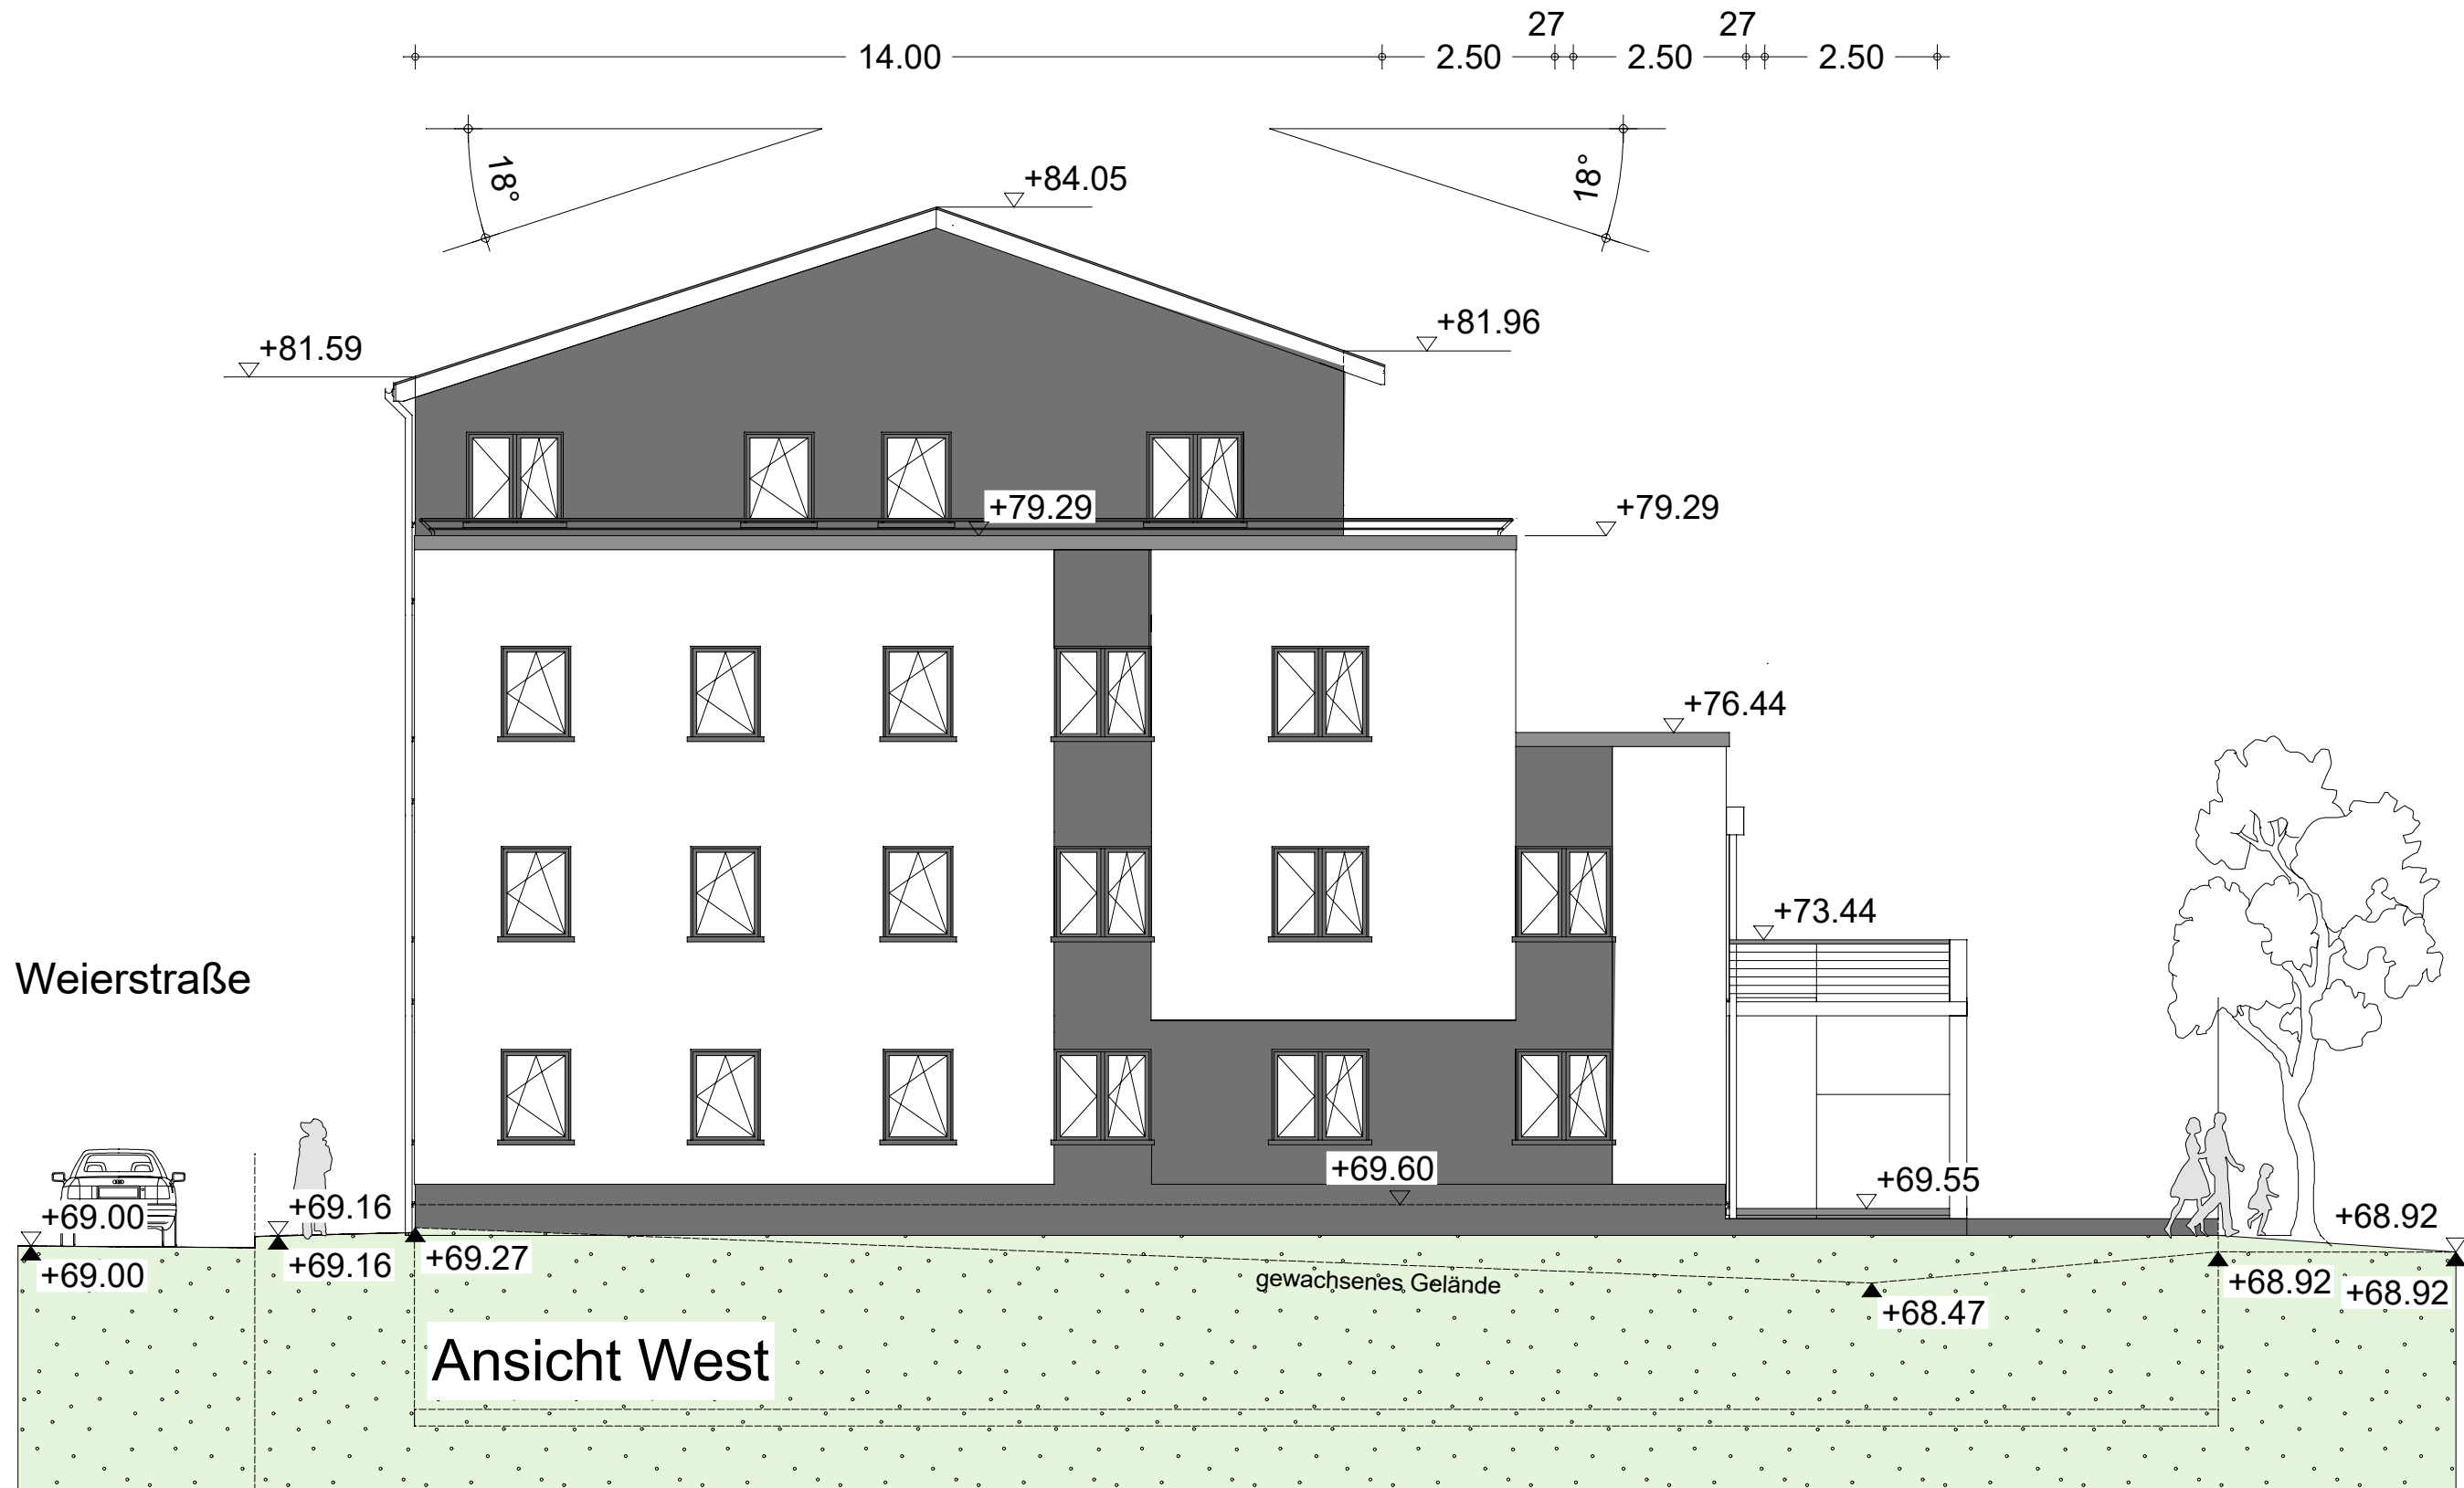 27 27
14.00 2.50 2.50 2.50
18° 18°
+84.05
+81.59 +81.96
+79.29 +79.29
+76.44
+73.44
Weierstraße
+69.60 +69.55
+69.00 +69.16 +68.92
+69.00 +69.16 +69.27 gewachsenes Gelände +68.92 +68.92
+68.47
Ansicht West